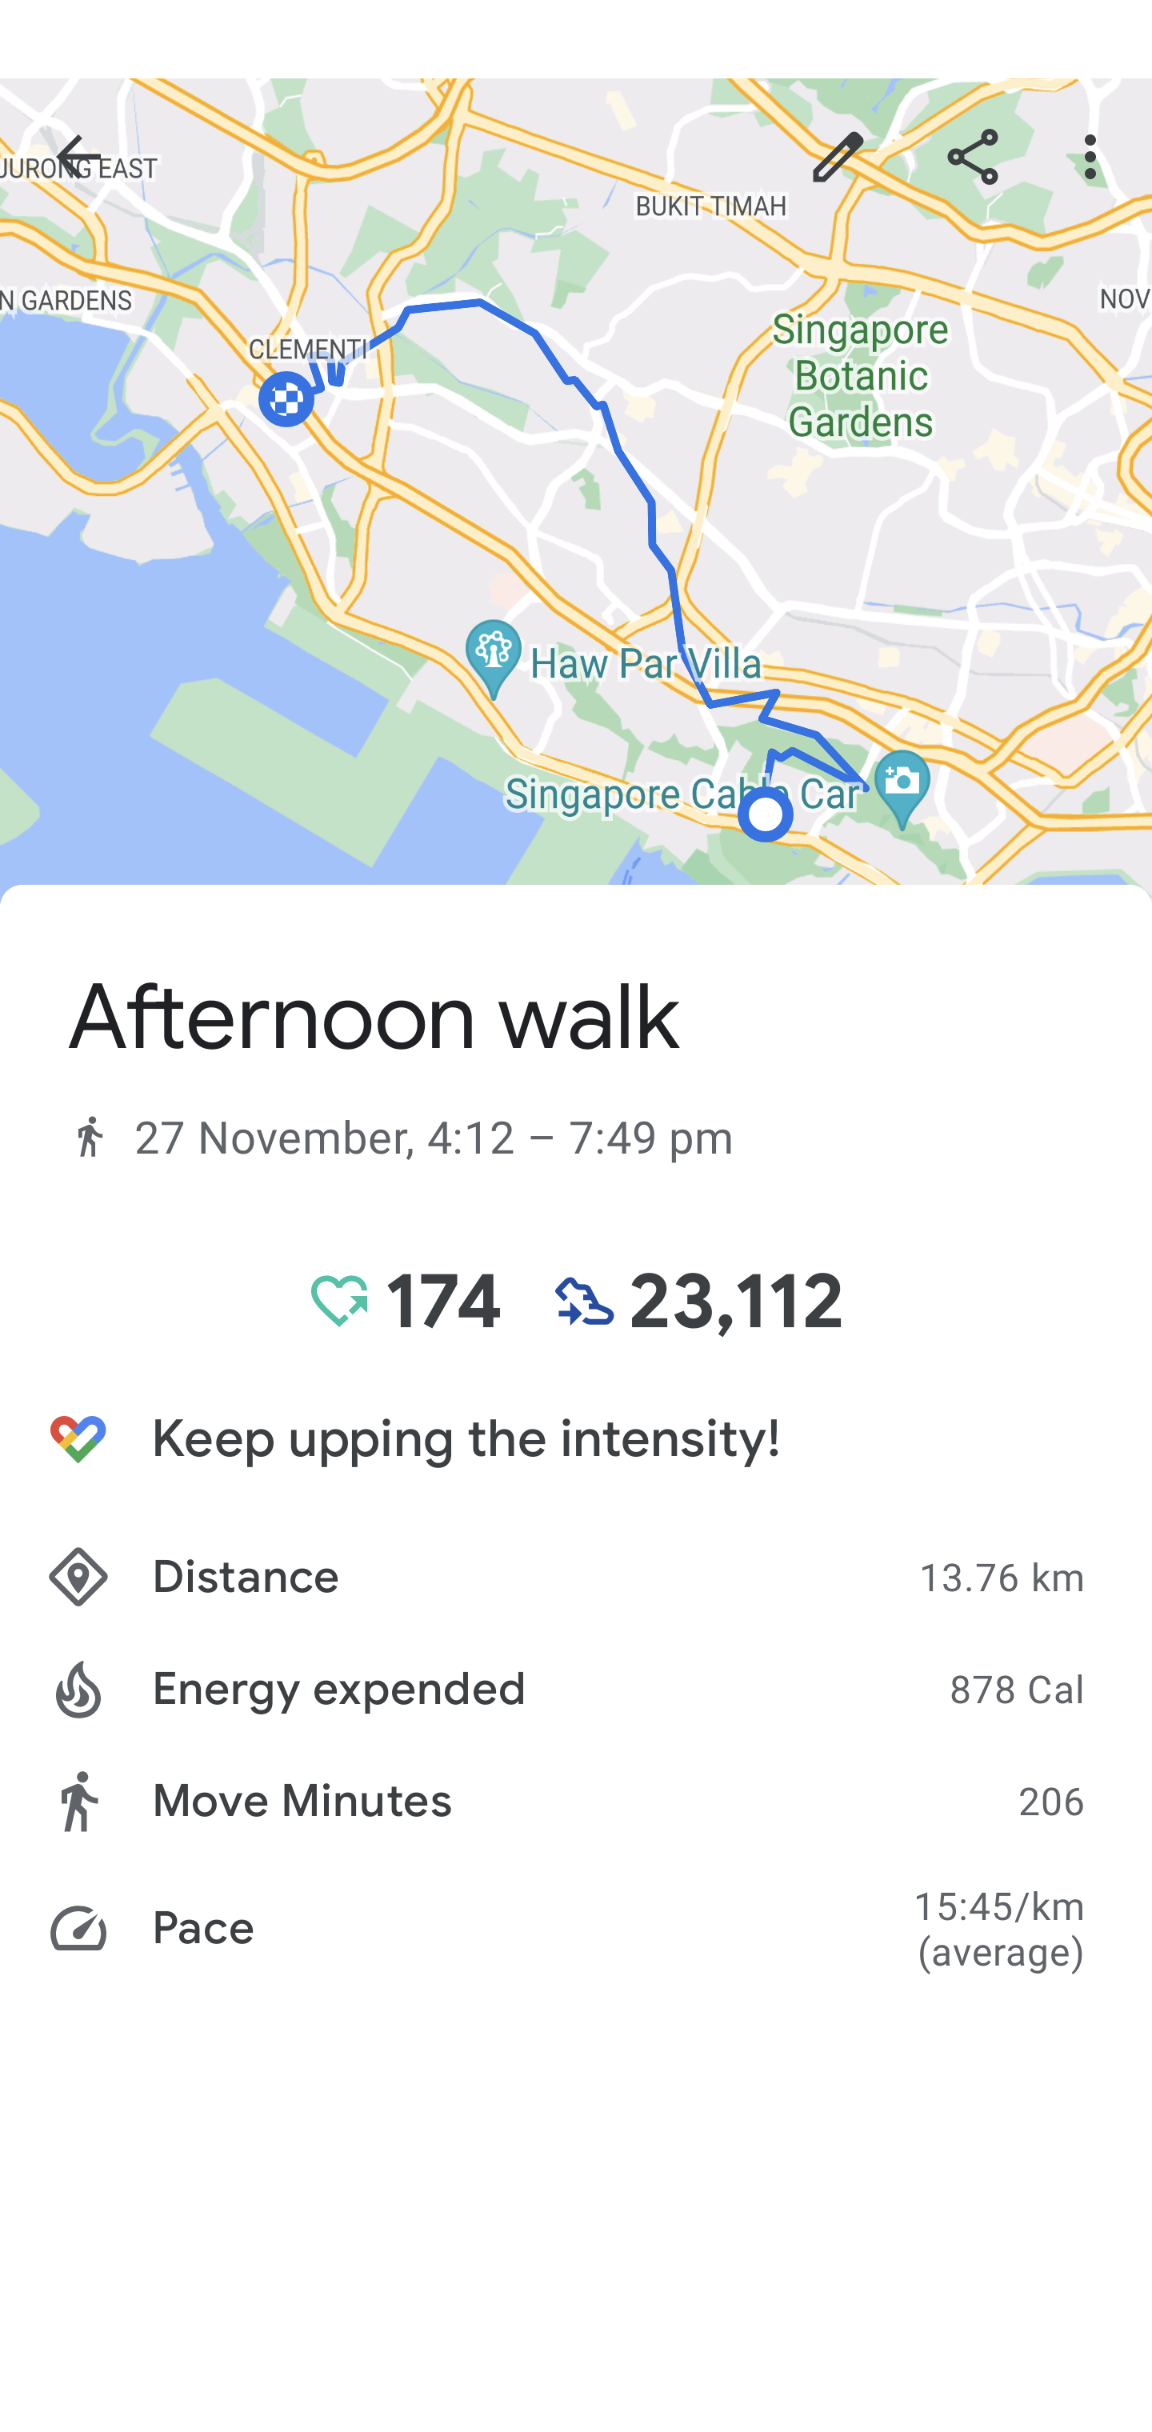 JURONG EAST
BUKIT TIMAH
N GARDENS
NOV
Singapore
Botanic
Gardens
CLEMENTI
Haw Par Villa
Singapore Cable Car
Afternoon walk
27 November, 4:12 – 7:49 pm
174 23,112
Keep upping the intensity!
Distance 13.76 km
Energy expended 878 Cal
Move Minutes 206
Pace 15:45/km
(average)